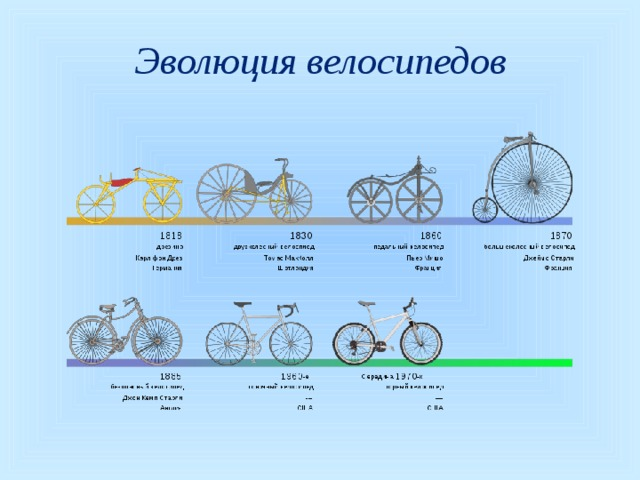 Эволюция велосипедов
1818
дрезина
Карл фон Дрез
Германия
1830
двухколесный велосипед
Томас МакКолл
Шотландия
1860
педальный велосипед
Пьер Мишо
Франция
1870
большеколесный велосипед
Джеймс Старли
Франция
1885
безопасный велосипед
Джон Кемп Старли
Англия
1960-е
гоночный велосипед
---
США
Середина 1970-х
горный велосипед
---
США